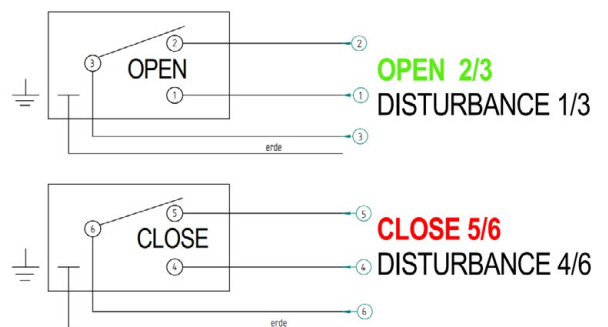 2
2
3
OPEN
OPEN 2/3
1
1
DISTURBANCE 1/3
3
erde
5
5
6
CLOSE
CLOSE 5/6
4
4
DISTURBANCE 4/6
6
erde